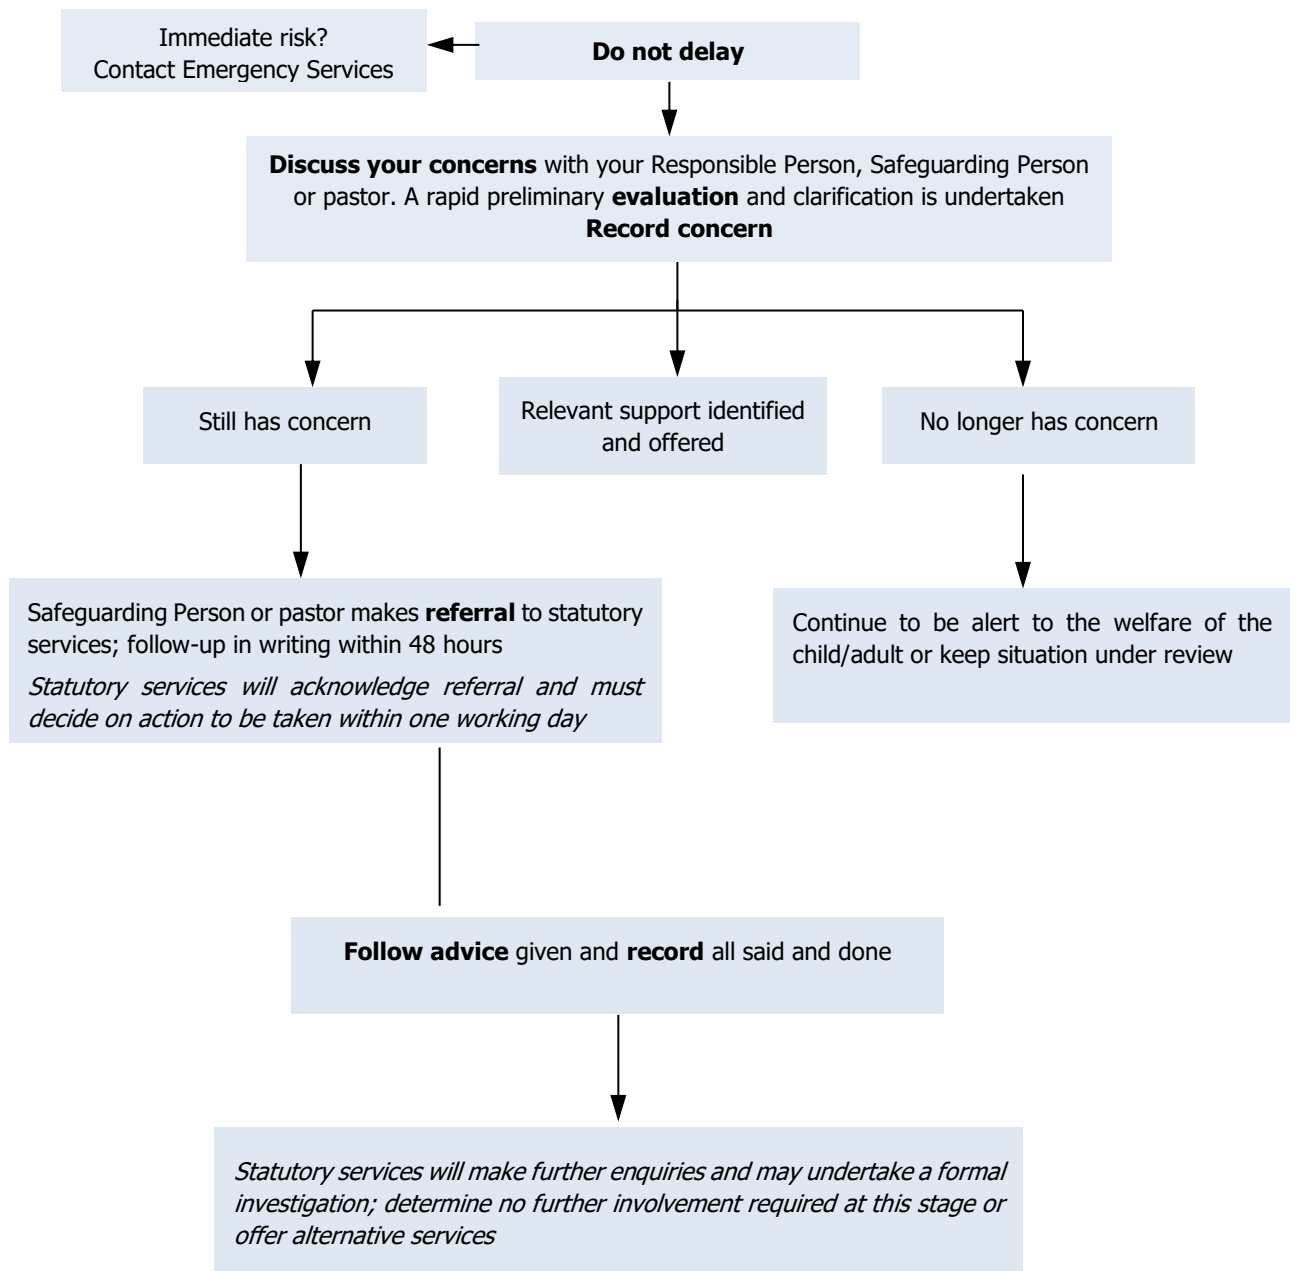 Immediate risk?
Contact Emergency Services
Do not delay
Discuss your concerns with your Responsible Person, Safeguarding Person
or pastor. A rapid preliminary evaluation and clarification is undertaken
Record concern
Still has concern
Relevant support identified
and offered
No longer has concern
Safeguarding Person or pastor makes referral to statutory
services; follow-up in writing within 48 hours
Statutory services will acknowledge referral and must
decide on action to be taken within one working day
Continue to be alert to the welfare of the
child/adult or keep situation under review
Follow advice given and record all said and done
Statutory services will make further enquiries and may undertake a formal
investigation; determine no further involvement required at this stage or
offer alternative services